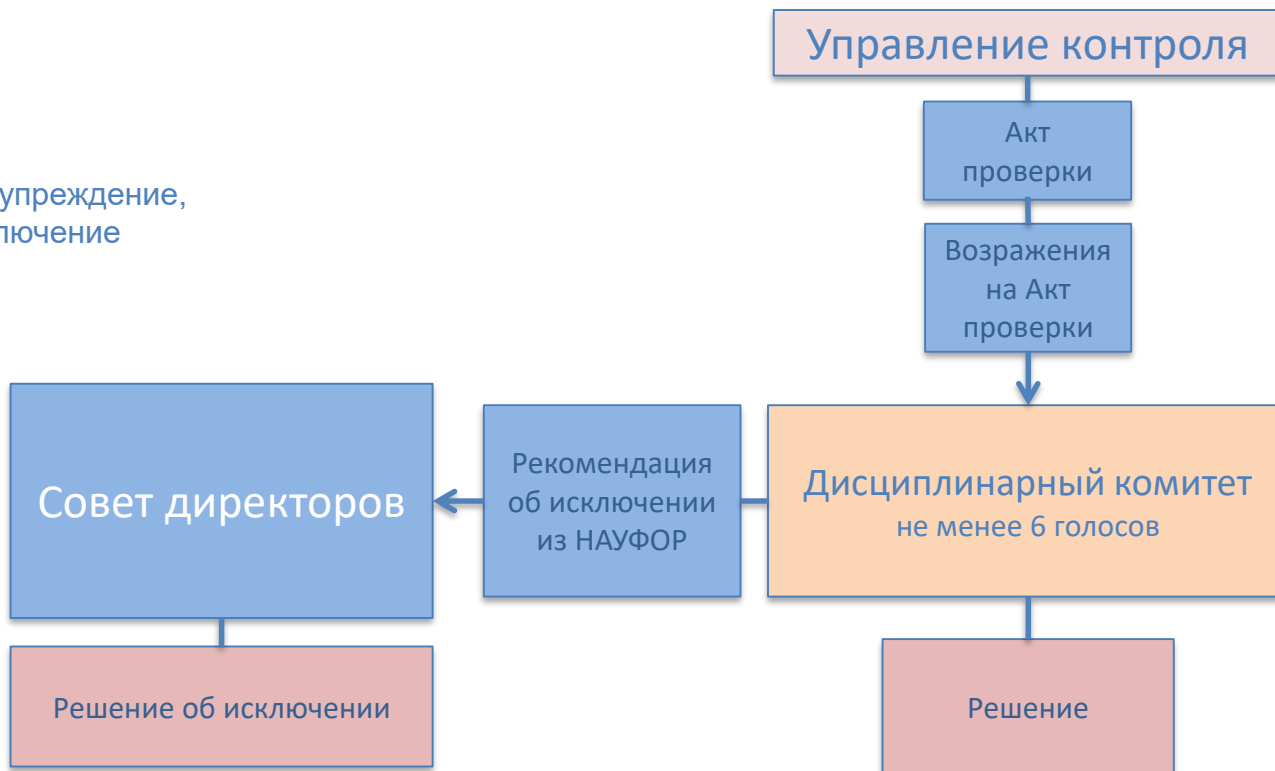 Управление контроля
Акт
проверки
упреждение,
лючение
Возражения
на Акт
проверки
Совет директоров
Рекомендация
об исключении
из НАУФОР
Дисциплинарный комитет
не менее 6 голосов
Решение об исключении
Решение